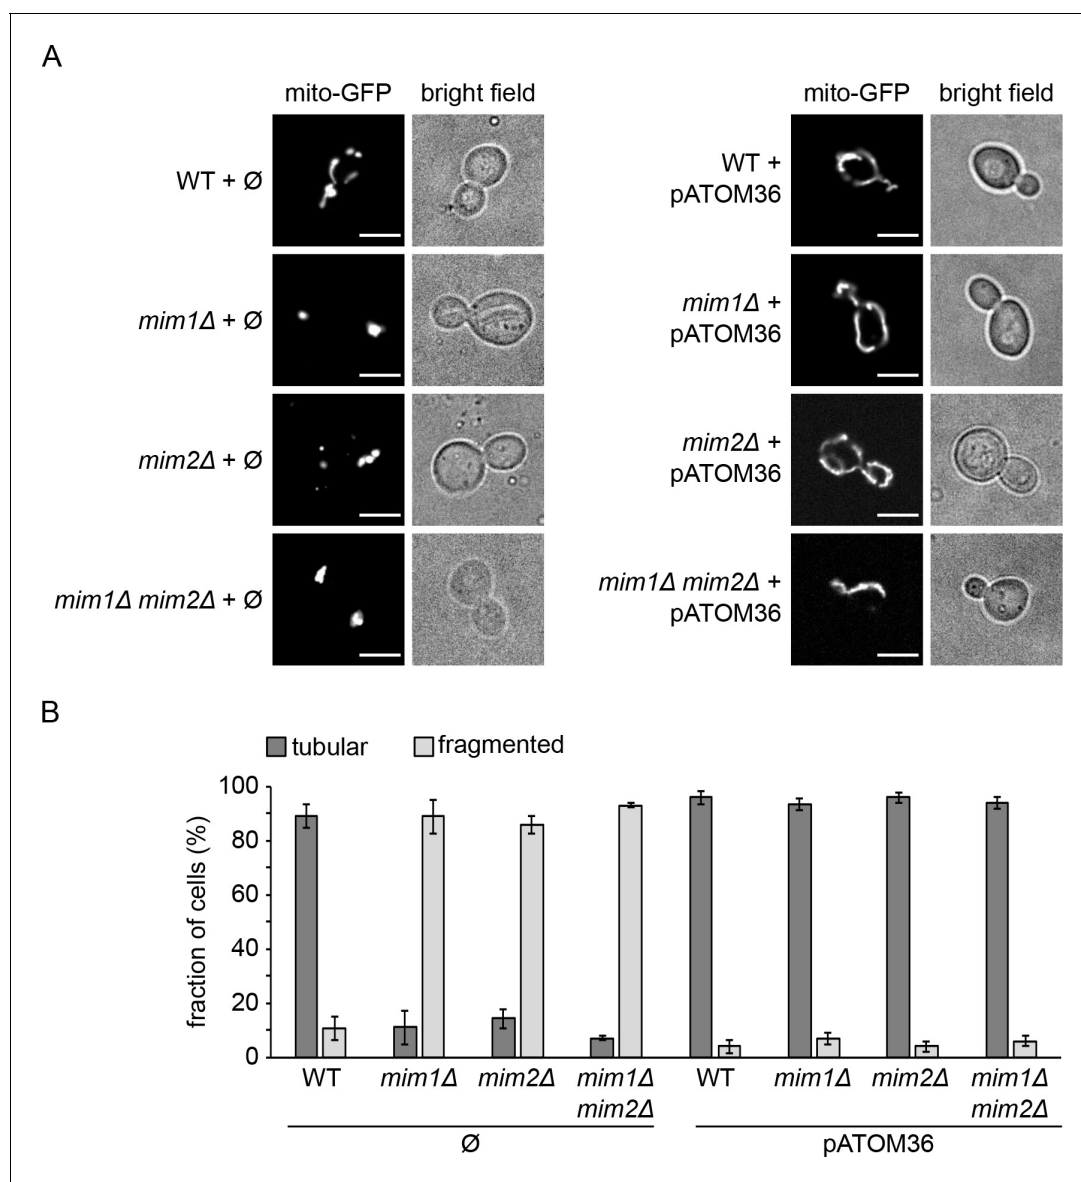 A
mito-GFP bright field
mito-GFP bright field
WT + Ø
WT +
pATOM36
mim1Δ + Ø
mim1Δ +
pATOM36
mim2Δ + Ø
mim2Δ +
pATOM36
mim1Δ mim2Δ + Ø
mim1Δ mim2Δ +
pATOM36
B
tubular fragmented
fraction of cells (%)
100
80
60
40
20
0
WT mim1Δ mim2Δ mim1Δ WT mim1Δ mim2Δ mim1Δ
mim2Δ mim2Δ
Ø pATOM36